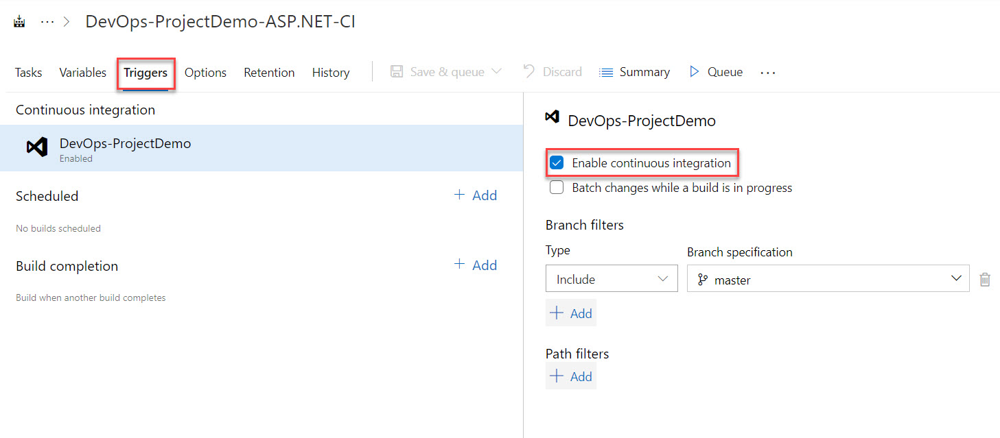 ... > DevOps-ProjectDemo-ASP.NET-CI
Tasks Variables Triggers Options Retention History Save & queue Discard Summary Queue ...
Continuous integration
DevOps-ProjectDemo
Enabled
Scheduled + Add
No builds scheduled
Build completion + Add
Build when another build completes
DevOps-ProjectDemo
Enable continuous integration
Batch changes while a build is in progress
Branch filters
Type Branch specification
Include master
+ Add
Path filters
+ Add